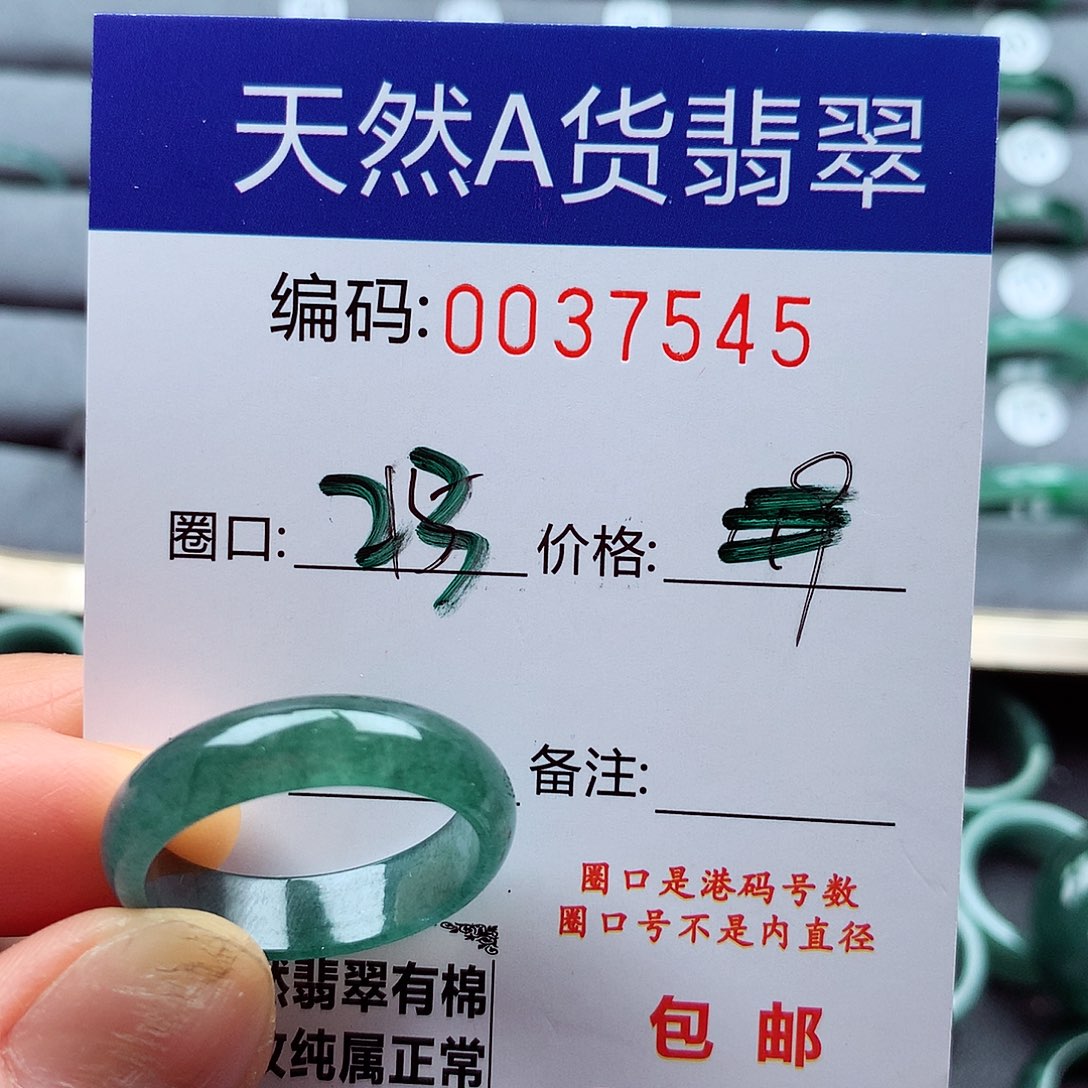 天然A货翡翠
编码:0037545
圈口: 价格:
备注:
圈口是港码号数
圈口号不是内直径
翡翠有棉
纯属正常
包邮